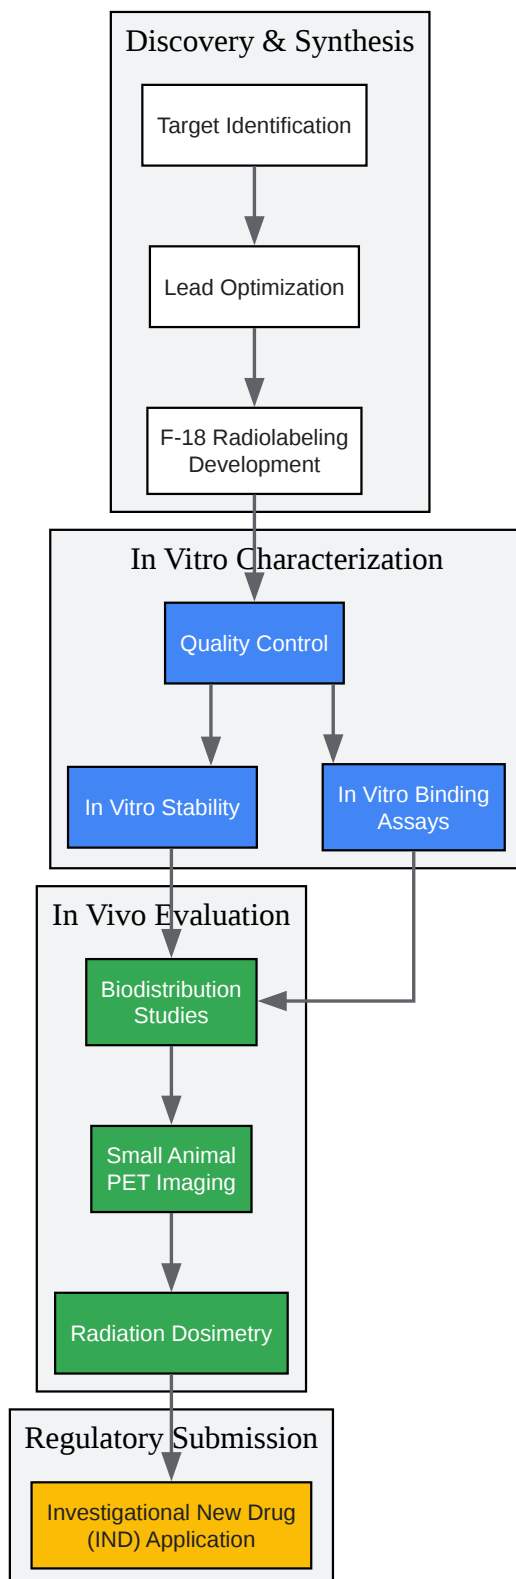 Discovery & Synthesis
Target Identification
Lead Optimization
F-18 Radiolabeling
Development
In Vitro Characterization
Quality Control
In Vitro Stability
In Vitro Binding
Assays
In Vivo Evaluation
Biodistribution
Studies
Small Animal
PET Imaging
Radiation Dosimetry
Regulatory Submission
Investigational New Drug
(IND) Application